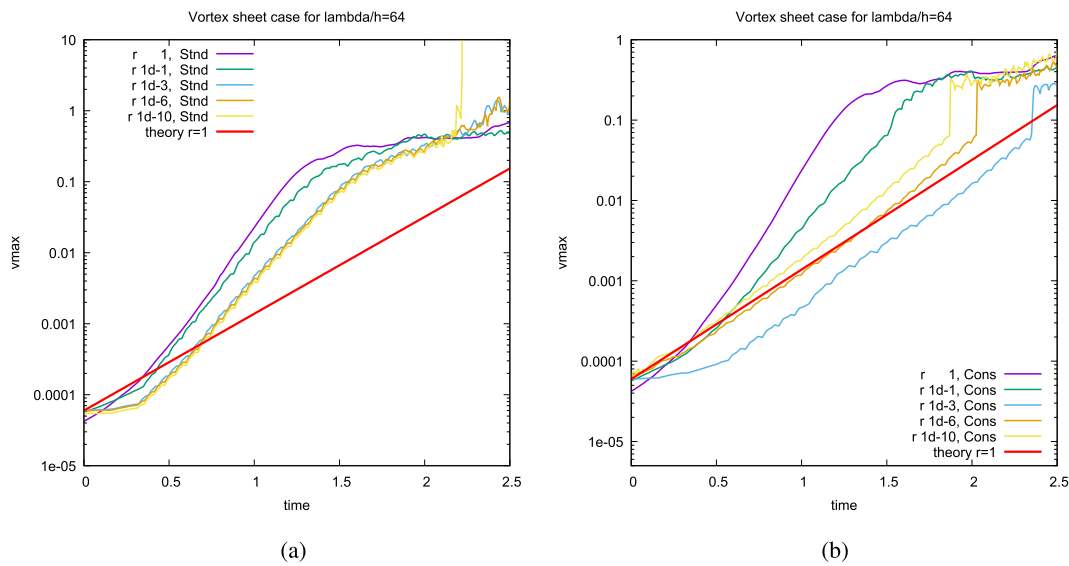 Vortex sheet case for lambda/h=64
10
1
0.1
0.01
0.001
0.0001
1e-05
vmax
r 1, Stnd
r 1d-1, Stnd
r 1d-3, Stnd
r 1d-6, Stnd
r 1d-10, Stnd
theory r=1
0 0.5 1 1.5 2 2.5
time
(a)
Vortex sheet case for lambda/h=64
1
0.1
0.01
0.001
0.0001
1e-05
vmax
r 1, Cons
r 1d-1, Cons
r 1d-3, Cons
r 1d-6, Cons
r 1d-10, Cons
theory r=1
0 0.5 1 1.5 2 2.5
time
(b)